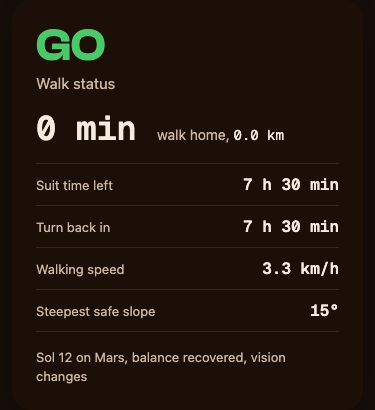 GO
Walk status
0 min walk home, 0.0 km
Suit time left 7 h 30 min
Turn back in 7 h 30 min
Walking speed 3.3 km/h
Steepest safe slope 15°
Sol 12 on Mars, balance recovered, vision
changes